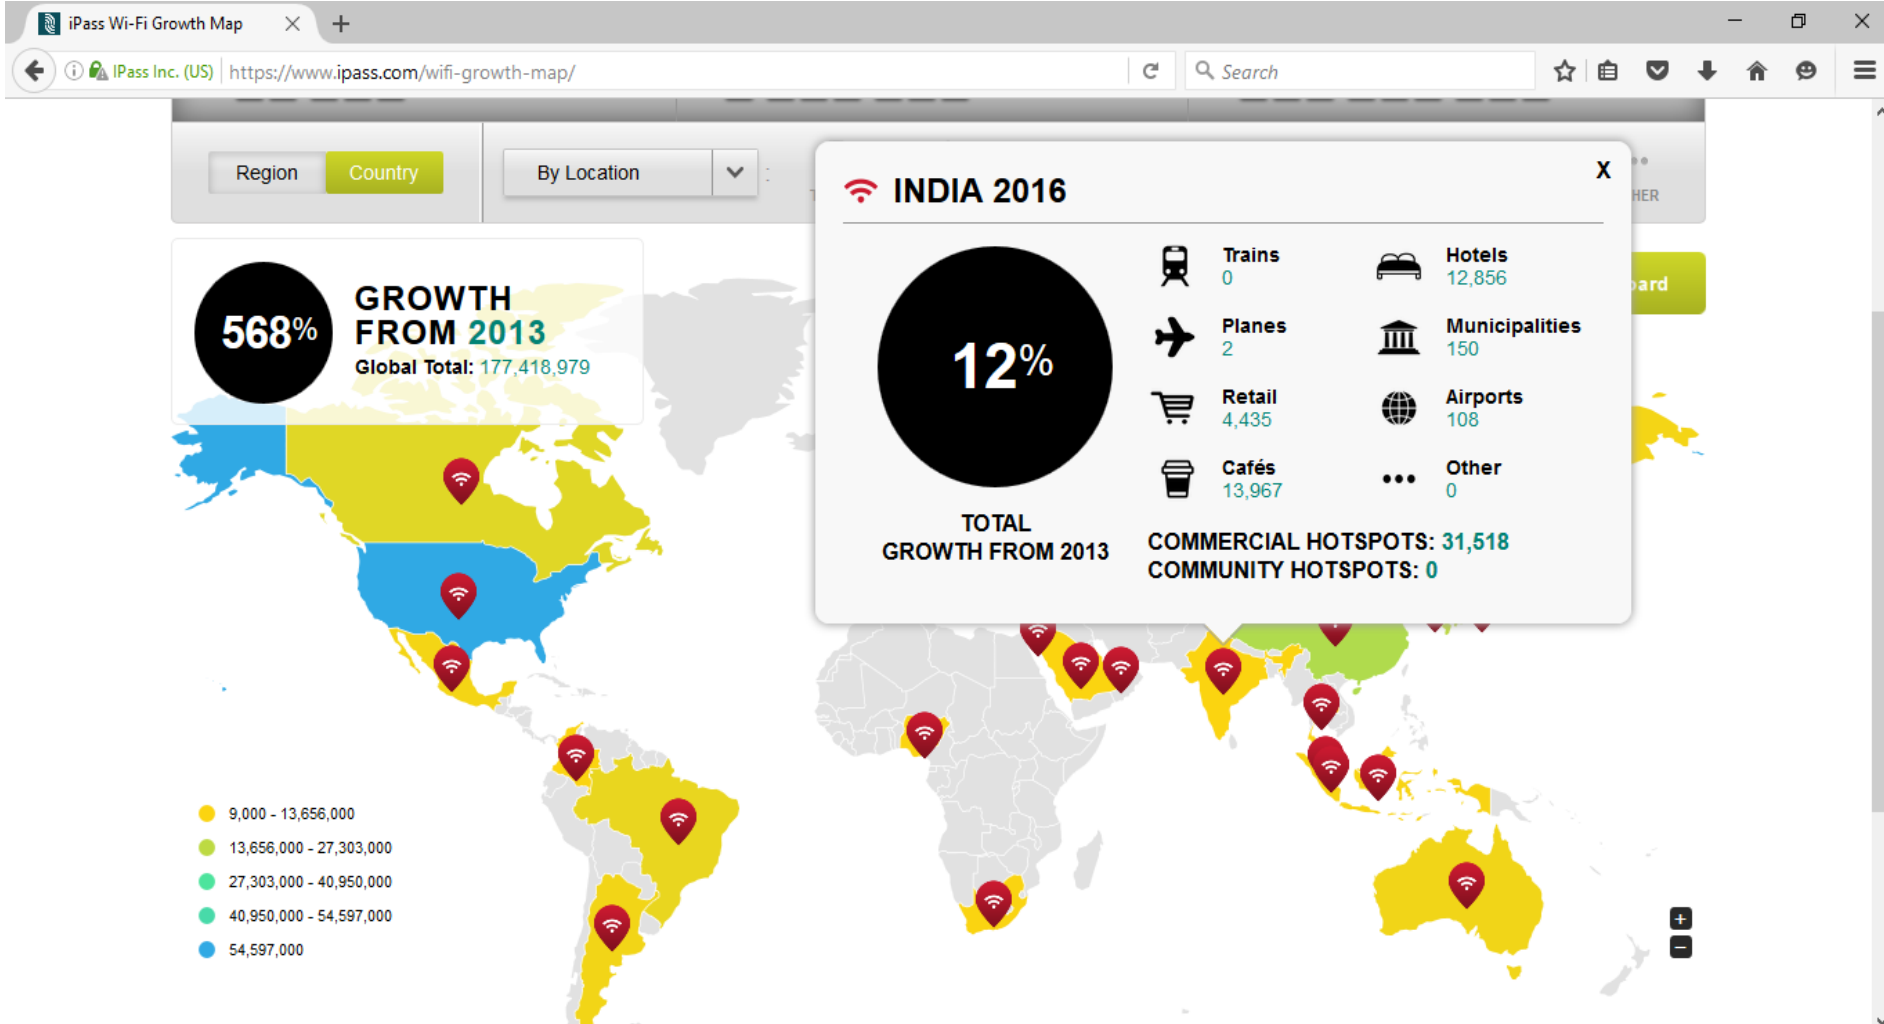 iPass Wi-Fi Growth Map
IPass Inc. (US)
https://www.ipass.com/wifi-growth-map/
Search
Region
Country
By Location
:
HER
568%
GROWTH
FROM 2013
Global Total: 177,418,979
X
INDIA 2016
12%
TOTAL
GROWTH FROM 2013
Trains
0
Hotels
12,856
Planes
2
Municipalities
150
Retail
4,435
Airports
108
Cafés
13,967
Other
0
COMMERCIAL HOTSPOTS: 31,518
COMMUNITY HOTSPOTS: 0
ard
9,000 - 13,656,000
13,656,000 - 27,303,000
27,303,000 - 40,950,000
40,950,000 - 54,597,000
54,597,000
+
−